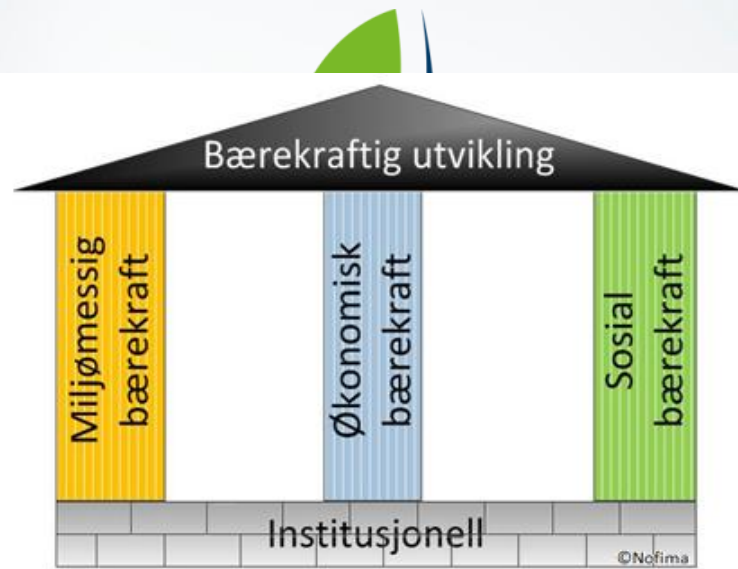 Bærekraftig utvikling
Miljømessig
bærekraft
Økonomisk
bærekraft
Sosial
bærekraft
Institusjonell
©Nofima